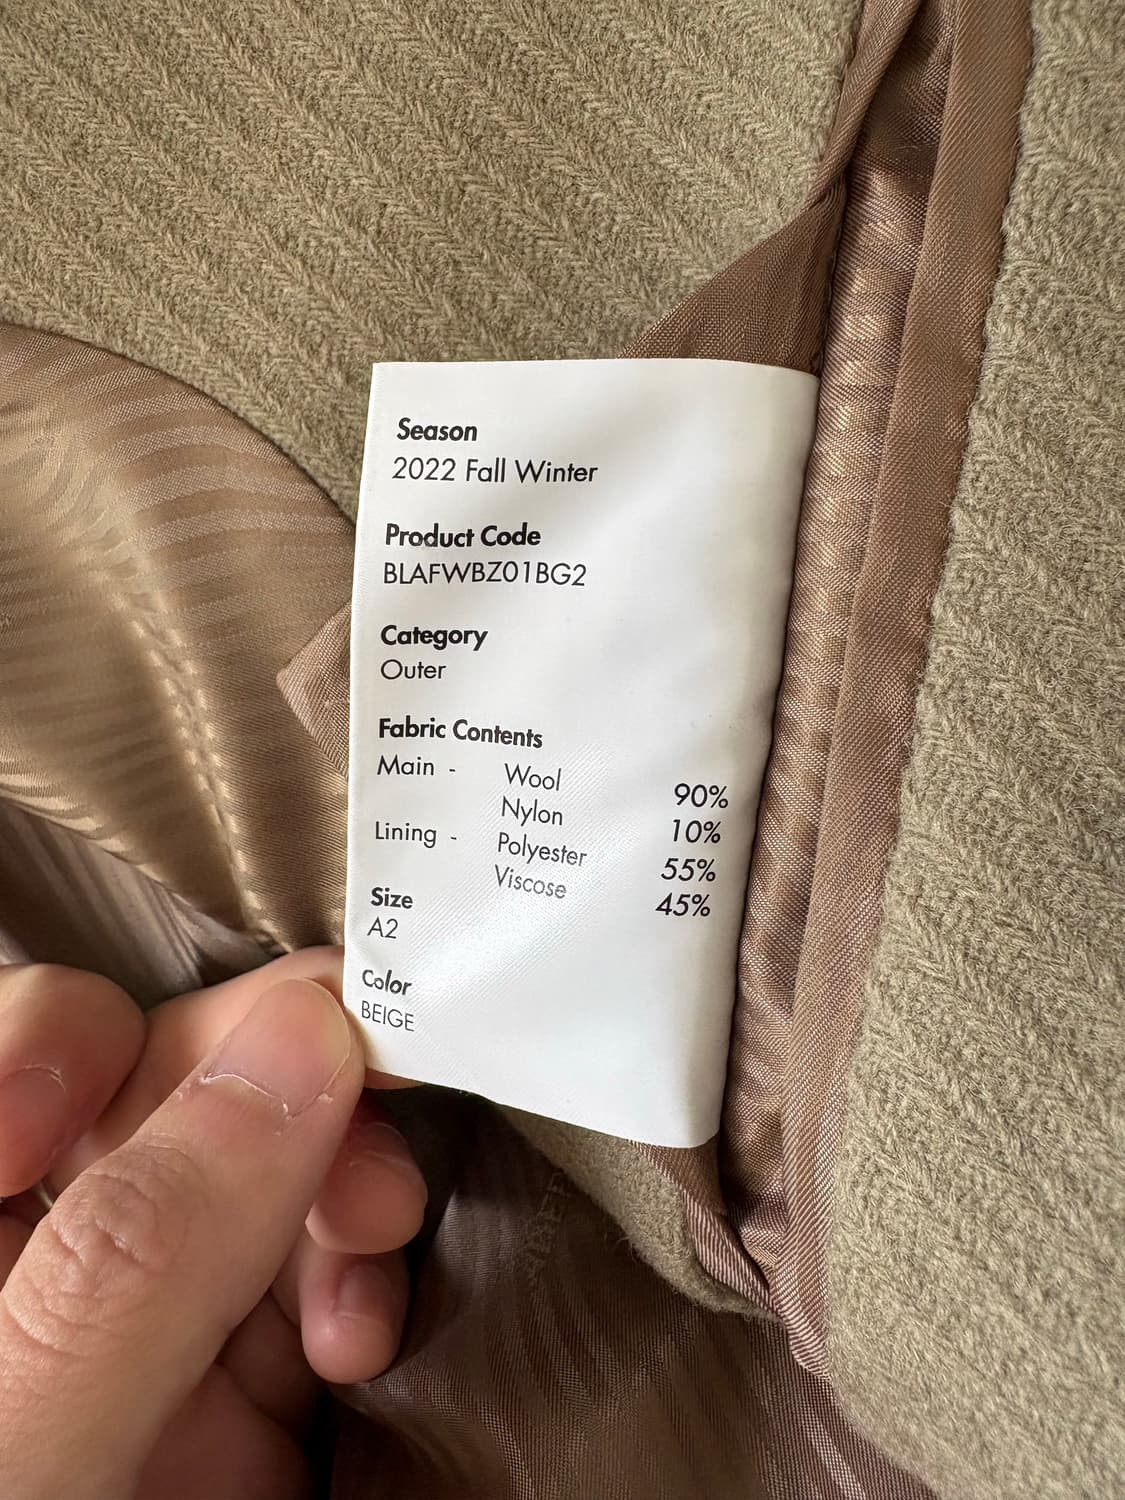 Season
2022 Fall Winter
Product Code
BLAFWBZ01BG2
Category
Outer
Fabric Contents
Main - Wool 90%
Nylon 10%
Lining - Polyester 55%
Viscose 45%
Size
A2
Color
BEIGE